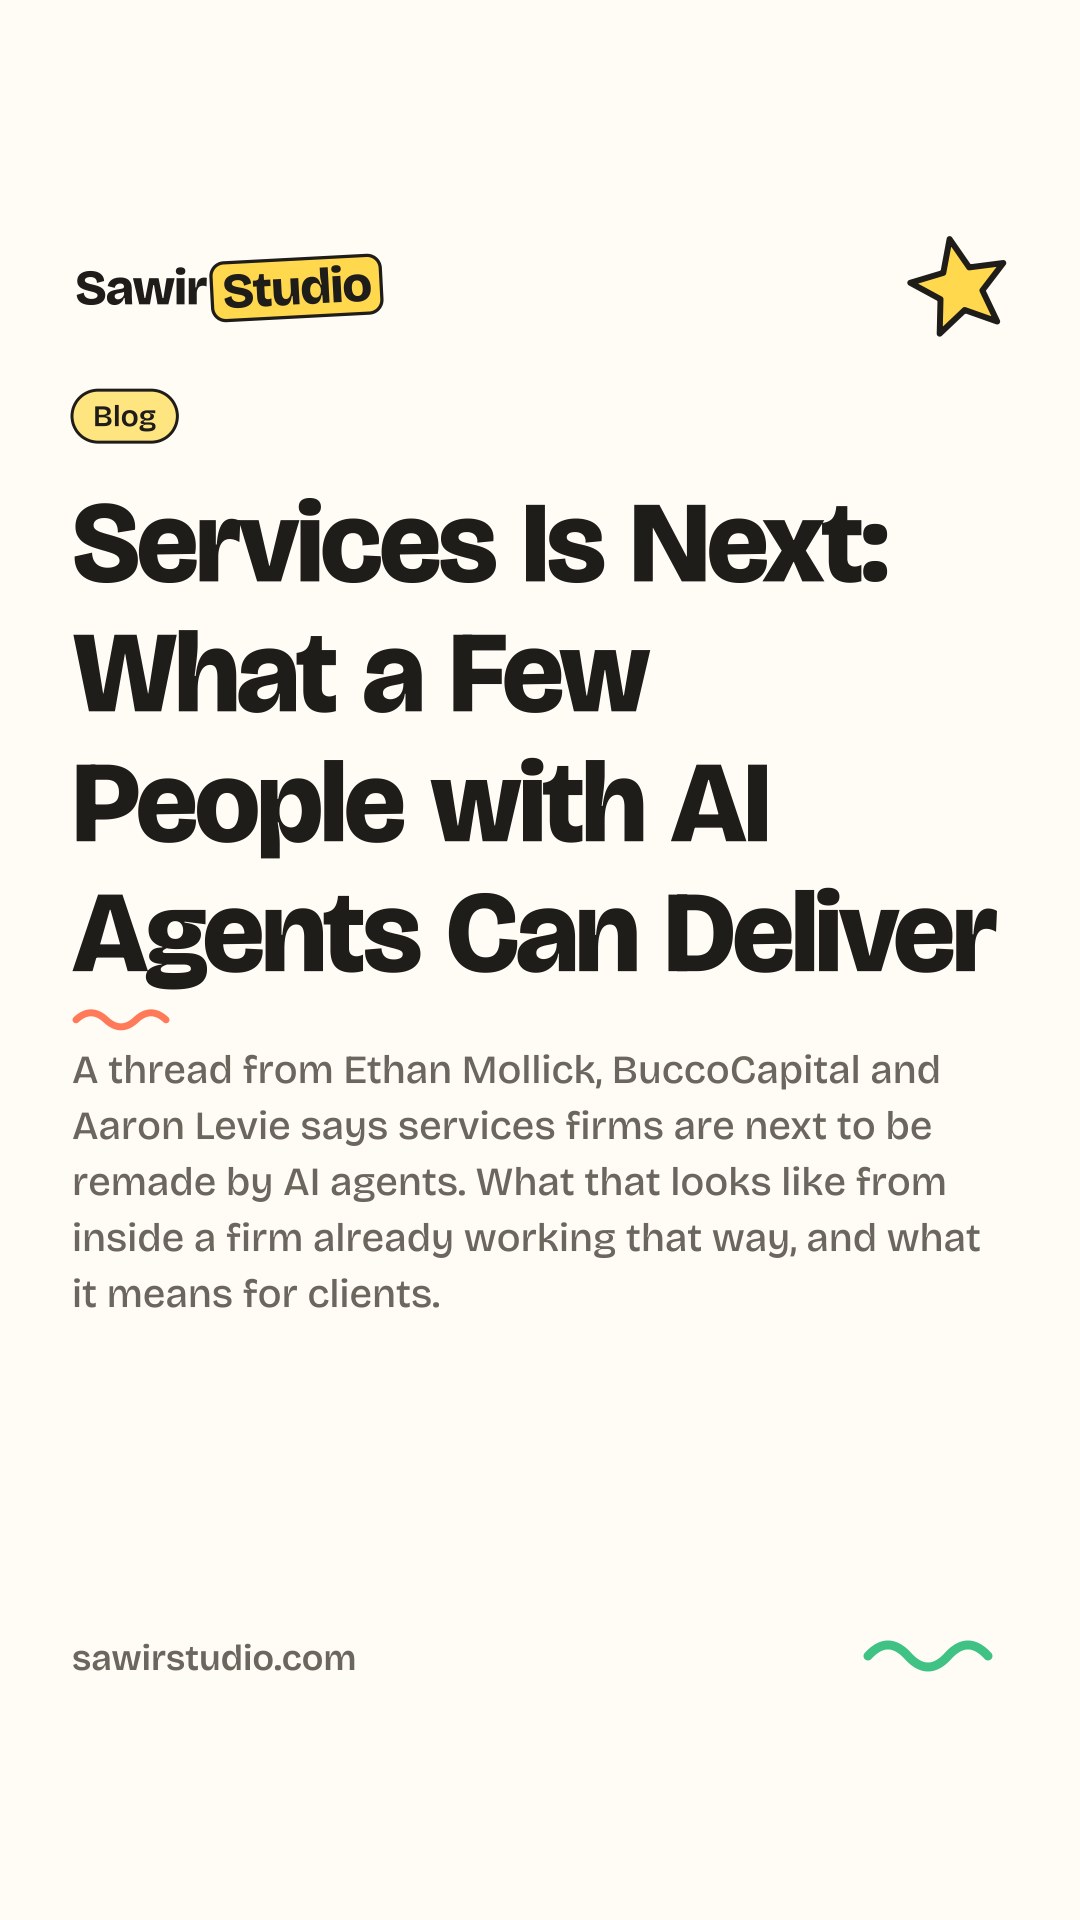 Sawir Studio
Blog
Services Is Next:
What a Few
People with AI
Agents Can Deliver
A thread from Ethan Mollick, BuccoCapital and
Aaron Levie says services firms are next to be
remade by AI agents. What that looks like from
inside a firm already working that way, and what
it means for clients.
sawirstudio.com